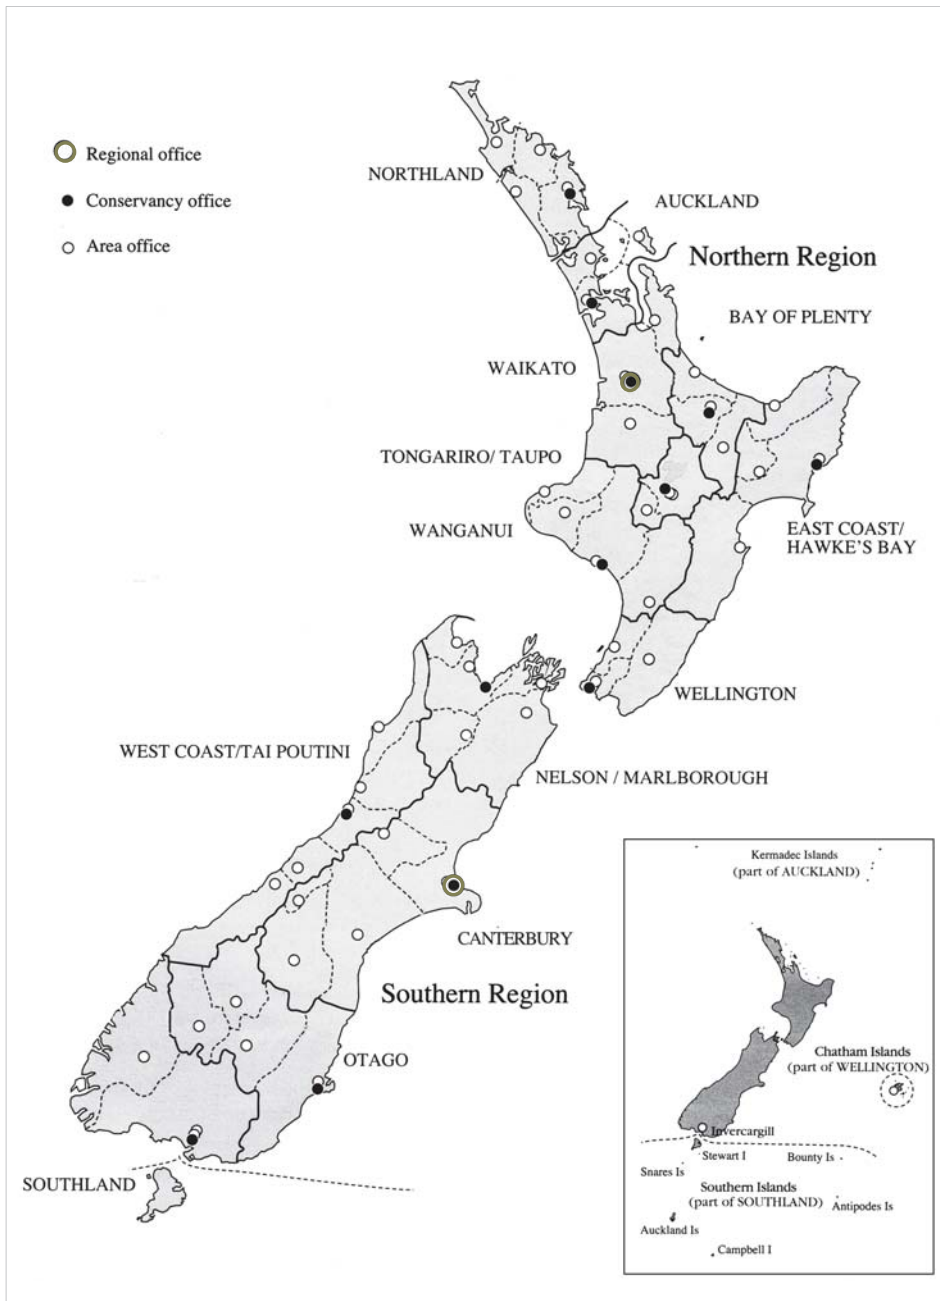 Regional office
Conservancy office
Area office
NORTHLAND
AUCKLAND
Northern Region
BAY OF PLENTY
WAIKATO
TONGARIRO/ TAUPO
WANGANUI
EAST COAST/
HAWKE'S BAY
WELLINGTON
WEST COAST/TAI POUTINI
NELSON / MARLBOROUGH
CANTERBURY
Southern Region
OTAGO
SOUTHLAND
Kermadec Islands
(part of AUCKLAND)
Chatham Islands
(part of WELLINGTON)
Invercargill
Stewart I
Bounty Is
Snares Is
Southern Islands
(part of SOUTHLAND)
Antipodes Is
Auckland Is
Campbell I